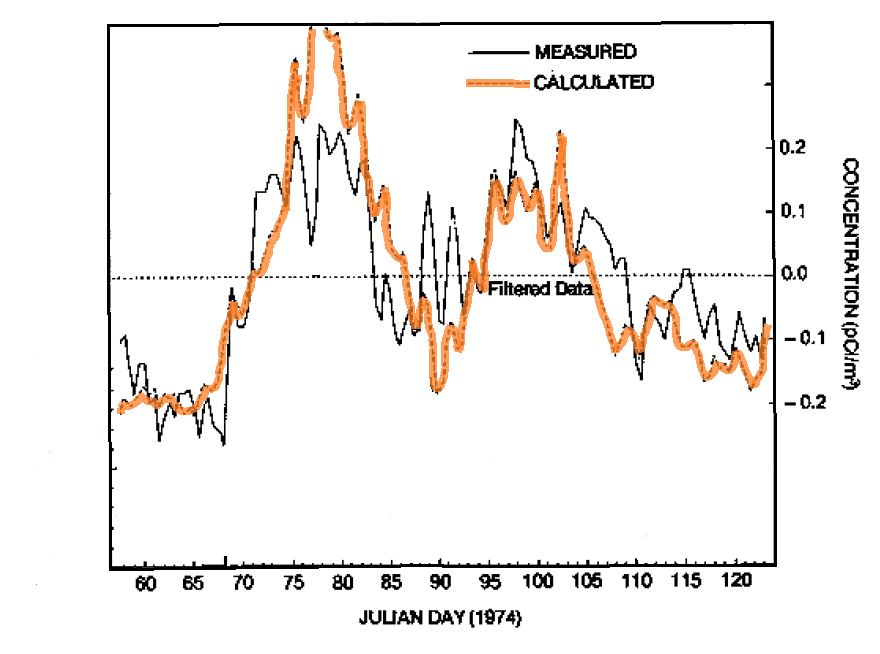 MEASURED
CALCULATED
0.2
0.1
0.0
Filtered Data
−0.1
−0.2
CONCENTRATION (pCi/m³)
60 65 70 75 80 85 90 95 100 105 110 115 120
JULIAN DAY (1974)